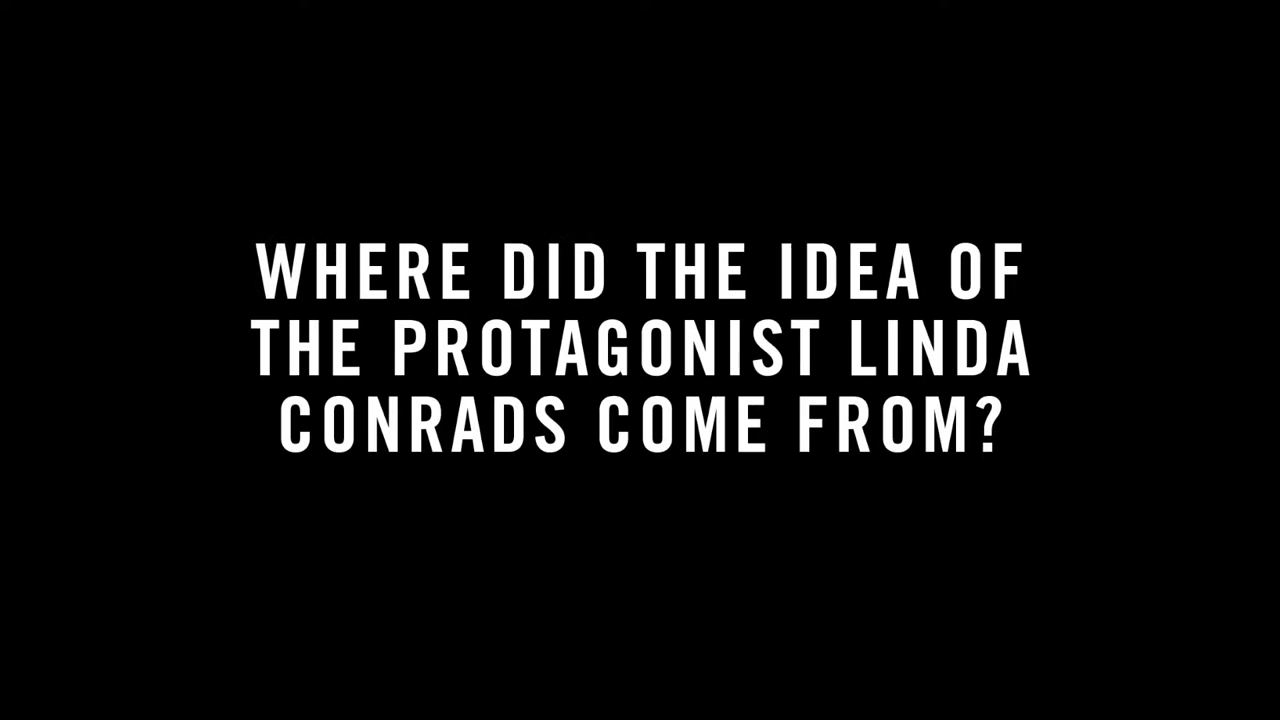 WHERE DID THE IDEA OF
THE PROTAGONIST LINDA
CONRADS COME FROM?